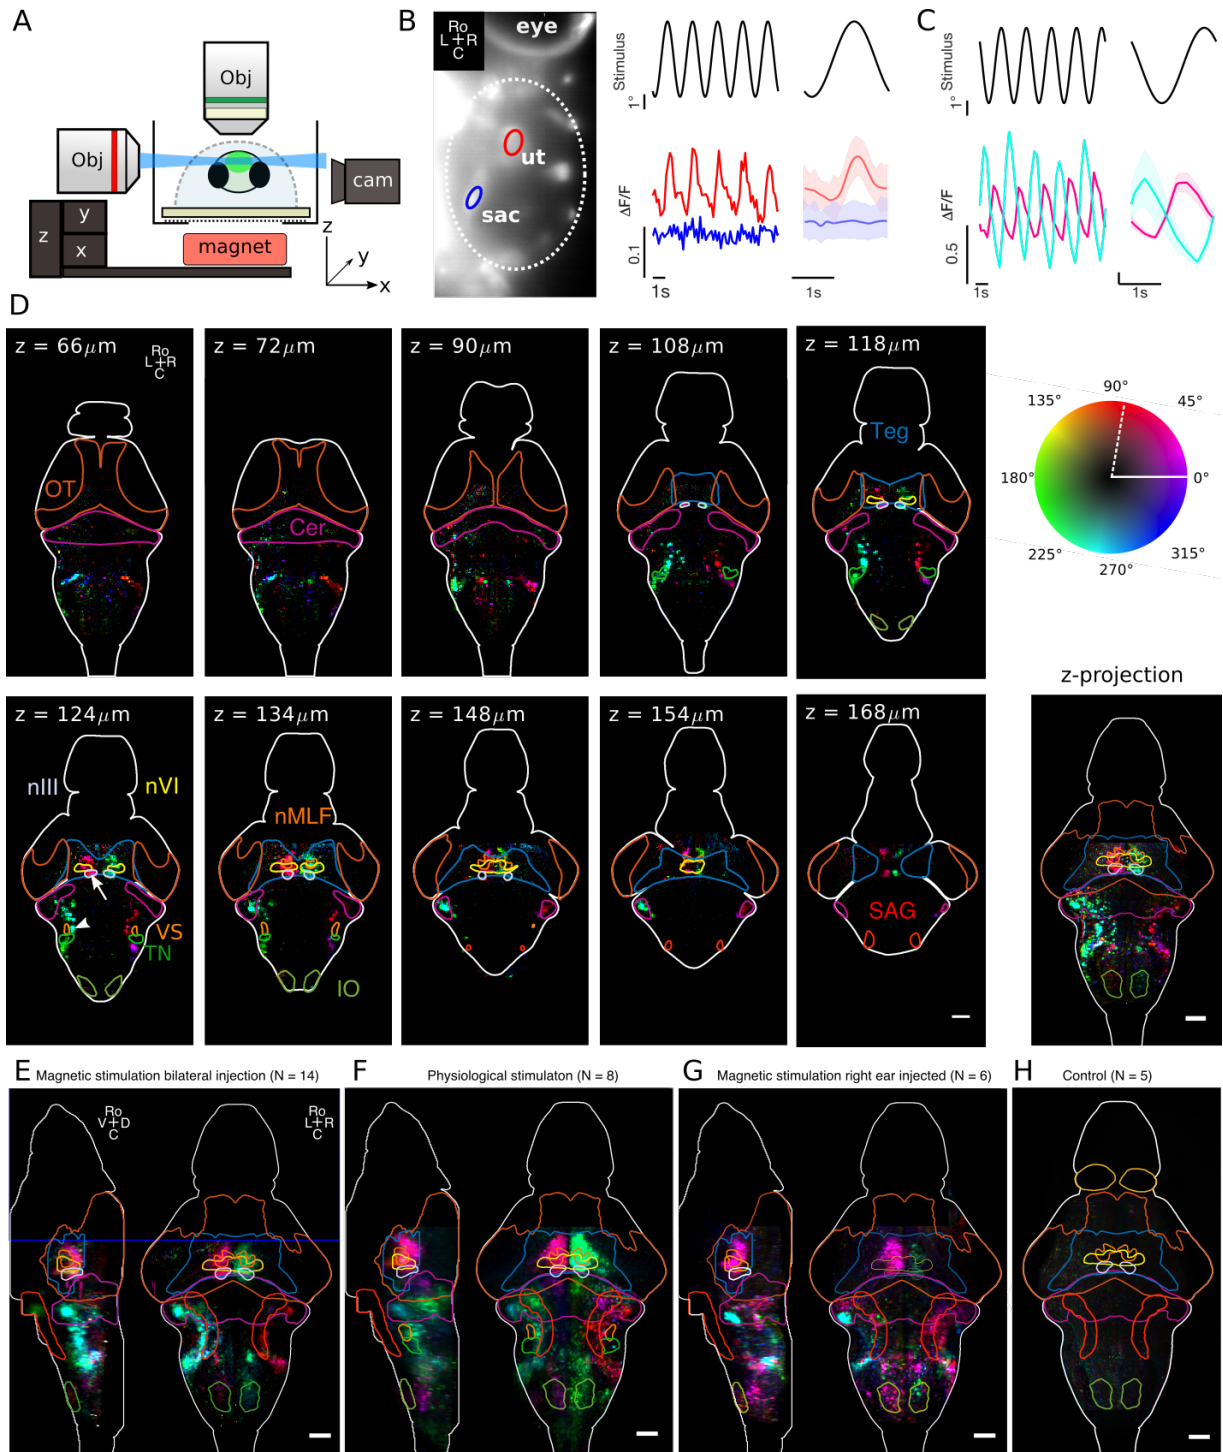 A
Obj
Obj
cam
z
y
x
magnet
z
y
x
B
Ro
L+R
C
eye
ut
sac
Stimulus
1°
ΔF/F
0.1
1s
1s
C
Stimulus
1°
ΔF/F
0.5
1s
1s
D
z = 66μm
Ro
L+R
C
OT
z = 72μm
Cer
z = 90μm
z = 108μm
z = 118μm
Teg
90°
135°
45°
180°
0°
225°
315°
270°
z = 124μm
nIII
nVI
VS
TN
z = 134μm
nMLF
IO
z = 148μm
z = 154μm
z = 168μm
SAG
z-projection
E
Magnetic stimulation bilateral injection (N = 14)
Ro
V+D
C
Ro
L+R
C
F
Physiological stimulaton (N = 8)
G
Magnetic stimulation right ear injected (N = 6)
H
Control (N = 5)